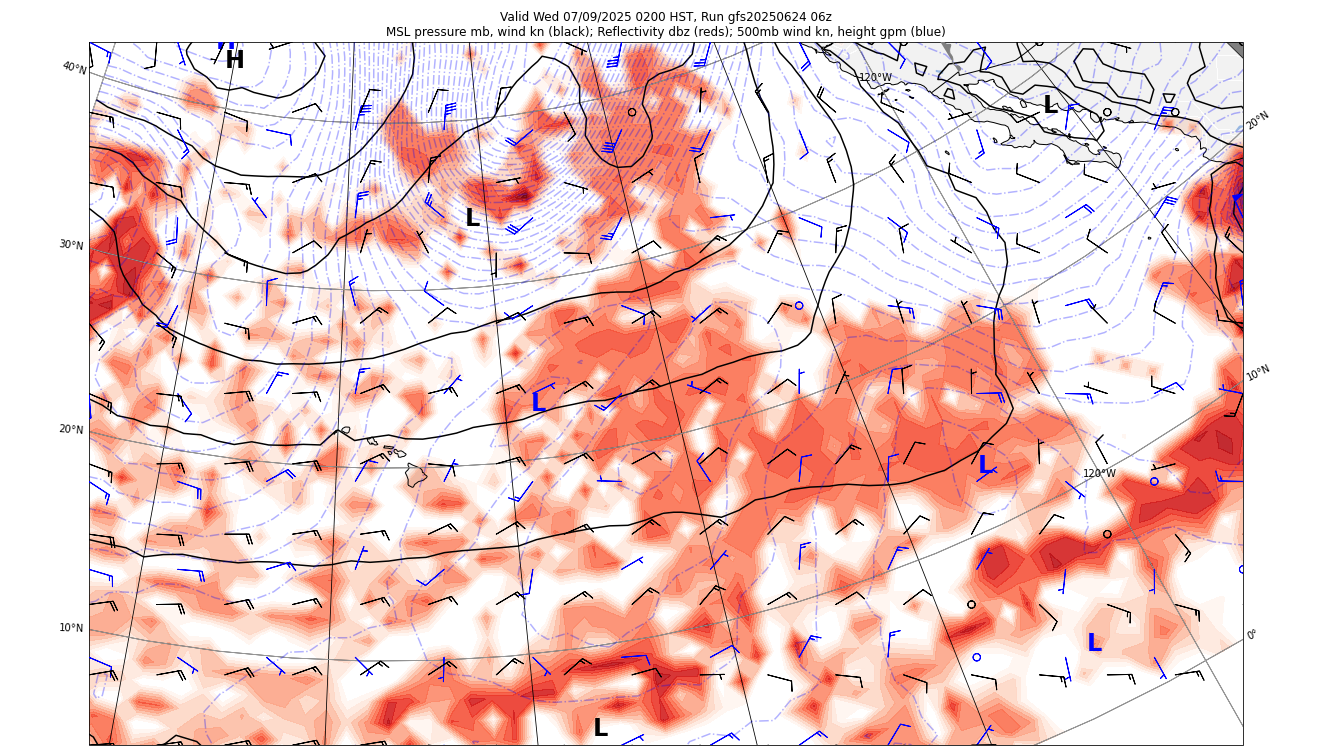 Valid Wed 07/09/2025 0200 HST, Run gfs20250624 06z
MSL pressure mb, wind kn (black); Reflectivity dbz (reds); 500mb wind kn, height gpm (blue)
H
H
40°N
120°W
L
20°N
L
30°N
10°N
L
20°N
L
120°W
10°N
0°
L
L